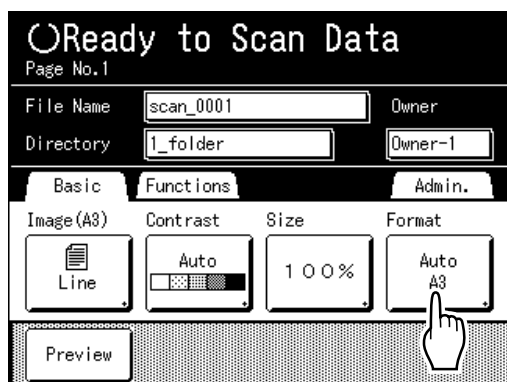 Ready to Scan Data
Page No.1
File Name scan_0001 Owner
Directory 1_folder Owner-1
Basic Functions Admin.
Image(A3) Contrast Size Format
Auto Auto
Line 100% A3
Preview